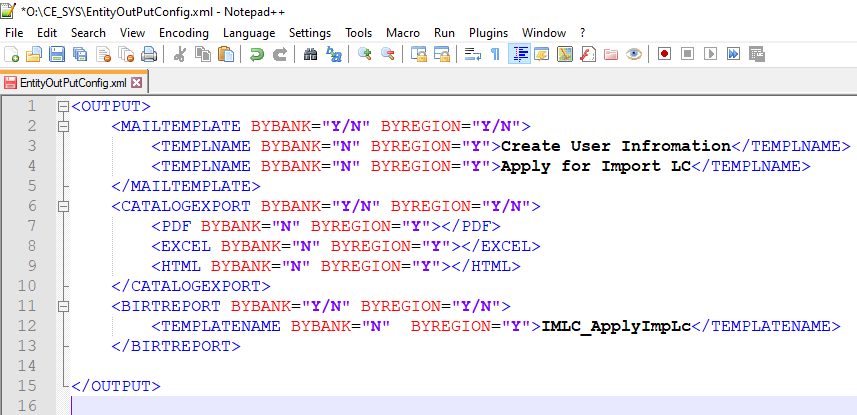 *O:\CE_SYS\EntityOutPutConfig.xml - Notepad++
File Edit Search View Encoding Language Settings Tools Macro Run Plugins Window ?
EntityOutPutConfig.xml
1 <OUTPUT>
2 <MAILTEMPLATE BYBANK="Y/N" BYREGION="Y/N">
3 <TEMPLNAME BYBANK="N" BYREGION="Y">Create User Infromation</TEMPLNAME>
4 <TEMPLNAME BYBANK="N" BYREGION="Y">Apply for Import LC</TEMPLNAME>
5 </MAILTEMPLATE>
6 <CATALOGEXPORT BYBANK="Y/N" BYREGION="Y/N">
7 <PDF BYBANK="N" BYREGION="Y"></PDF>
8 <EXCEL BYBANK="N" BYREGION="Y"></EXCEL>
9 <HTML BYBANK="N" BYREGION="Y"></HTML>
10 </CATALOGEXPORT>
11 <BIRTREPORT BYBANK="Y/N" BYREGION="Y/N">
12 <TEMPLATENAME BYBANK="N"  BYREGION="Y">IMLC_ApplyImpLc</TEMPLATENAME>
13 </BIRTREPORT>
14
15 </OUTPUT>
16